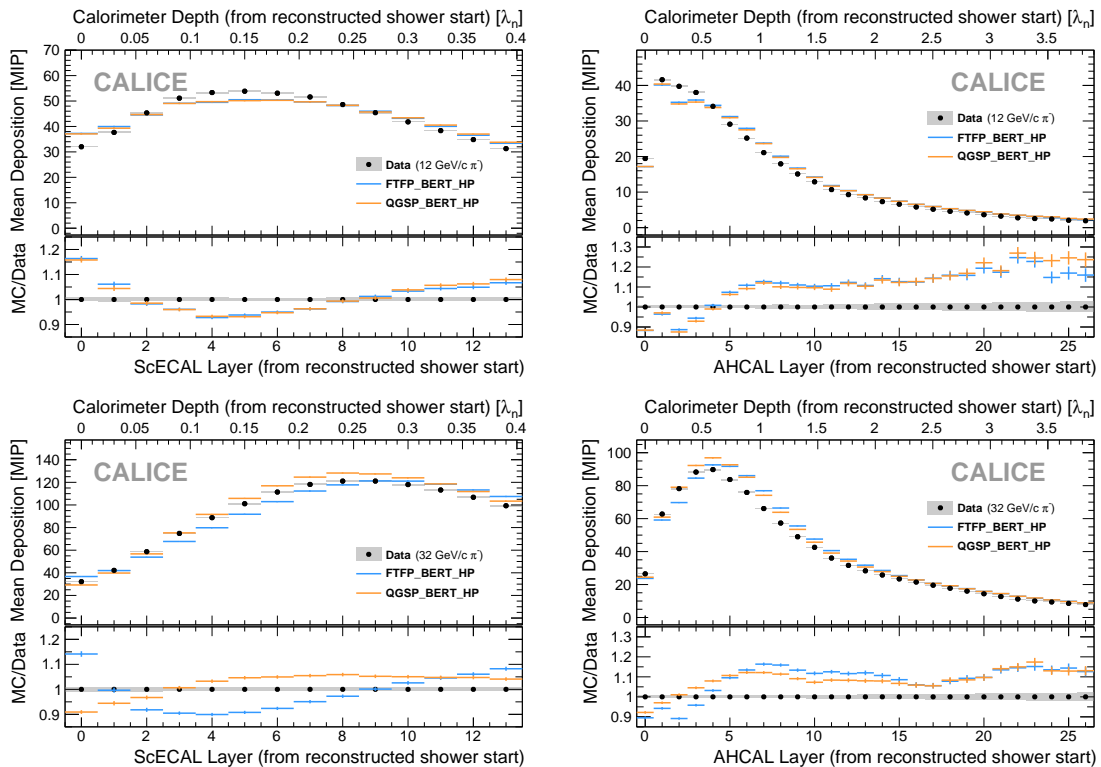 Calorimeter Depth (from reconstructed shower start) [λn]
0 0.05 0.1 0.15 0.2 0.25 0.3 0.35 0.4
Mean Deposition [MIP]
70
60
50
40
30
20
10
0
CALICE
Data (12 GeV/c π-)
FTFP_BERT_HP
QGSP_BERT_HP
MC/Data
1.2
1.1
1
0.9
0 2 4 6 8 10 12
ScECAL Layer (from reconstructed shower start)
Calorimeter Depth (from reconstructed shower start) [λn]
0 0.5 1 1.5 2 2.5 3 3.5
Mean Deposition [MIP]
40
30
20
10
0
CALICE
Data (12 GeV/c π-)
FTFP_BERT_HP
QGSP_BERT_HP
MC/Data
1.3
1.2
1.1
1
0.9
0 5 10 15 20 25
AHCAL Layer (from reconstructed shower start)
Calorimeter Depth (from reconstructed shower start) [λn]
0 0.05 0.1 0.15 0.2 0.25 0.3 0.35 0.4
Mean Deposition [MIP]
140
120
100
80
60
40
20
0
CALICE
Data (32 GeV/c π-)
FTFP_BERT_HP
QGSP_BERT_HP
MC/Data
1.2
1.1
1
0.9
0 2 4 6 8 10 12
ScECAL Layer (from reconstructed shower start)
Calorimeter Depth (from reconstructed shower start) [λn]
0 0.5 1 1.5 2 2.5 3 3.5
Mean Deposition [MIP]
100
80
60
40
20
0
CALICE
Data (32 GeV/c π-)
FTFP_BERT_HP
QGSP_BERT_HP
MC/Data
1.3
1.2
1.1
1
0.9
0 5 10 15 20 25
AHCAL Layer (from reconstructed shower start)